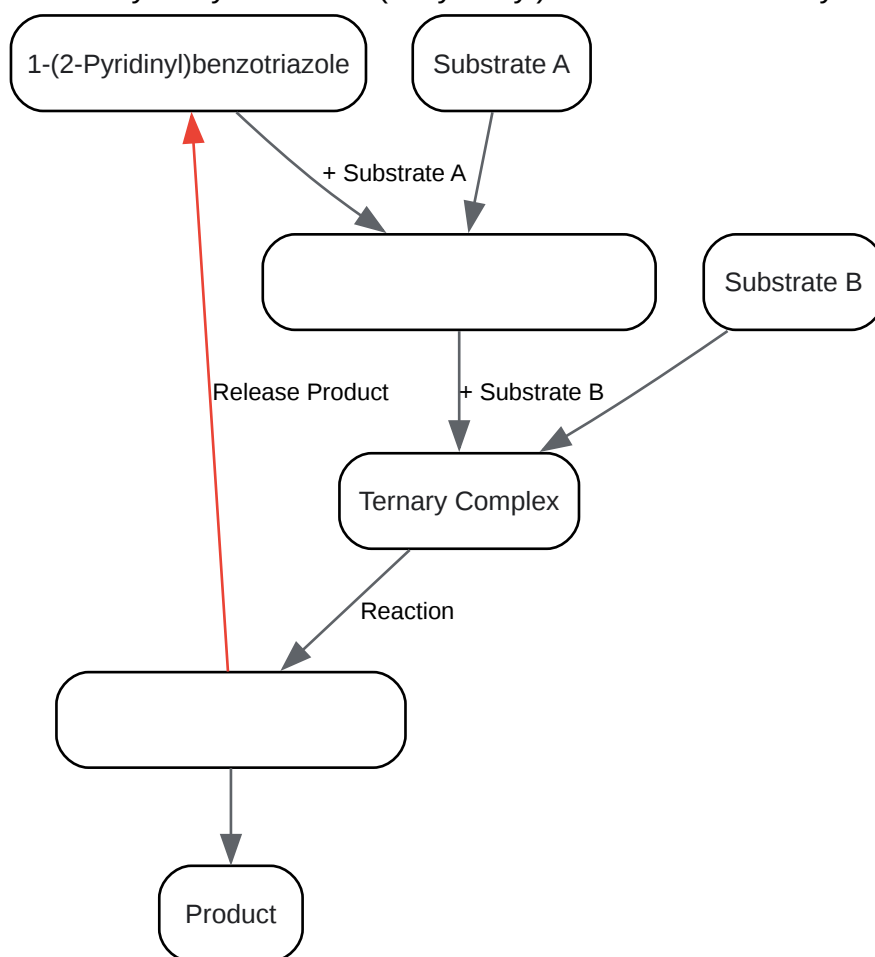 1-(2-Pyridinyl)benzotriazole
Substrate A
+ Substrate A
Substrate B
Release Product
+ Substrate B
Ternary Complex
Reaction
Product